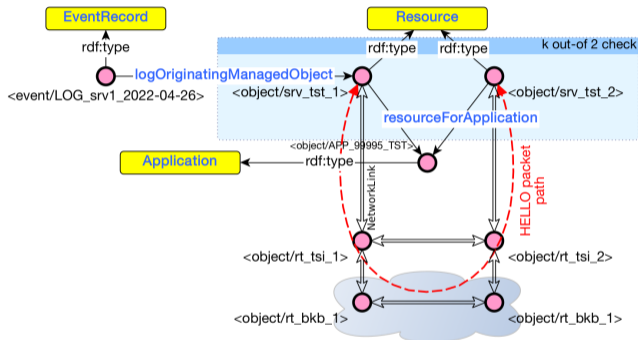 EventRecord
Resource
rdf:type
rdf:type
rdf:type
k out-of 2 check
logOriginatingManagedObject
<event/LOG_srv1_2022-04-26>
<object/srv_tst_1>
<object/srv_tst_2>
resourceForApplication
<object/APP_99995_TST>
Application
rdf:type
NetworkLink
HELLO packet
path
<object/rt_tsi_1>
<object/rt_tsi_2>
<object/rt_bkb_1>
<object/rt_bkb_1>